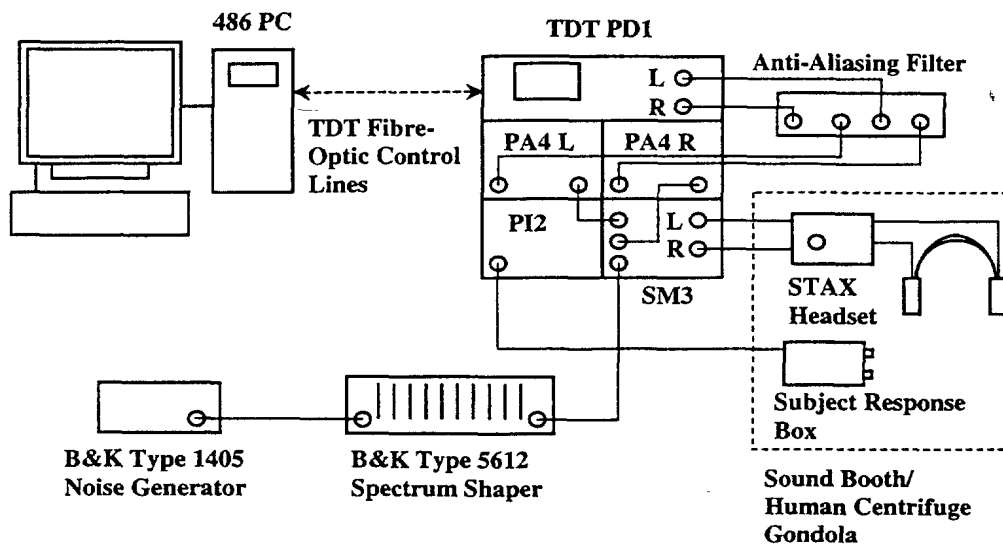 486 PC
TDT PD1
Anti-Aliasing Filter
L
R
TDT Fibre-
Optic Control
Lines
PA4 L
PA4 R
PI2
L
R
SM3
STAX
Headset
Subject Response
Box
B&K Type 1405
Noise Generator
B&K Type 5612
Spectrum Shaper
Sound Booth/
Human Centrifuge
Gondola